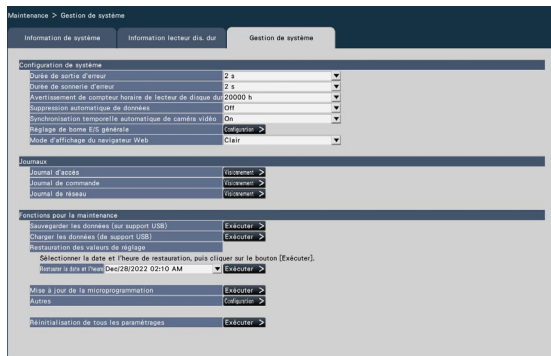 Maintenance > Gestion de système
Information de système
Information lecteur dis. dur
Gestion de système
Configuration de système
Durée de sortie d'erreur 2 s
Durée de sonnerie d'erreur 2 s
Avertissement de compteur horaire de lecteur de disque dur 20000 h
Suppression automatique de données Off
Synchronisation temporelle automatique de caméra vidéo On
Réglage de borne E/S générale Configuration >
Mode d'affichage du navigateur Web Clair
Journaux
Journal d'accés Visionnement >
Journal de commande Visionnement >
Journal de réseau Visionnement >
Fonctions pour la maintenance
Sauvegarder les données (sur support USB) Exécuter >
Charger les données (de support USB) Exécuter >
Restauration des valeurs de réglage
Sélectionner la date et l'heure de restauration, puis cliquer sur le bouton [Exécuter].
Restaurer la date et l'heure Dec/28/2022 02:10 AM Exécuter >
Mise à jour de la microprogrammation Exécuter >
Autres Configuration >
Réinitialisation de tous les paramètrages Exécuter >